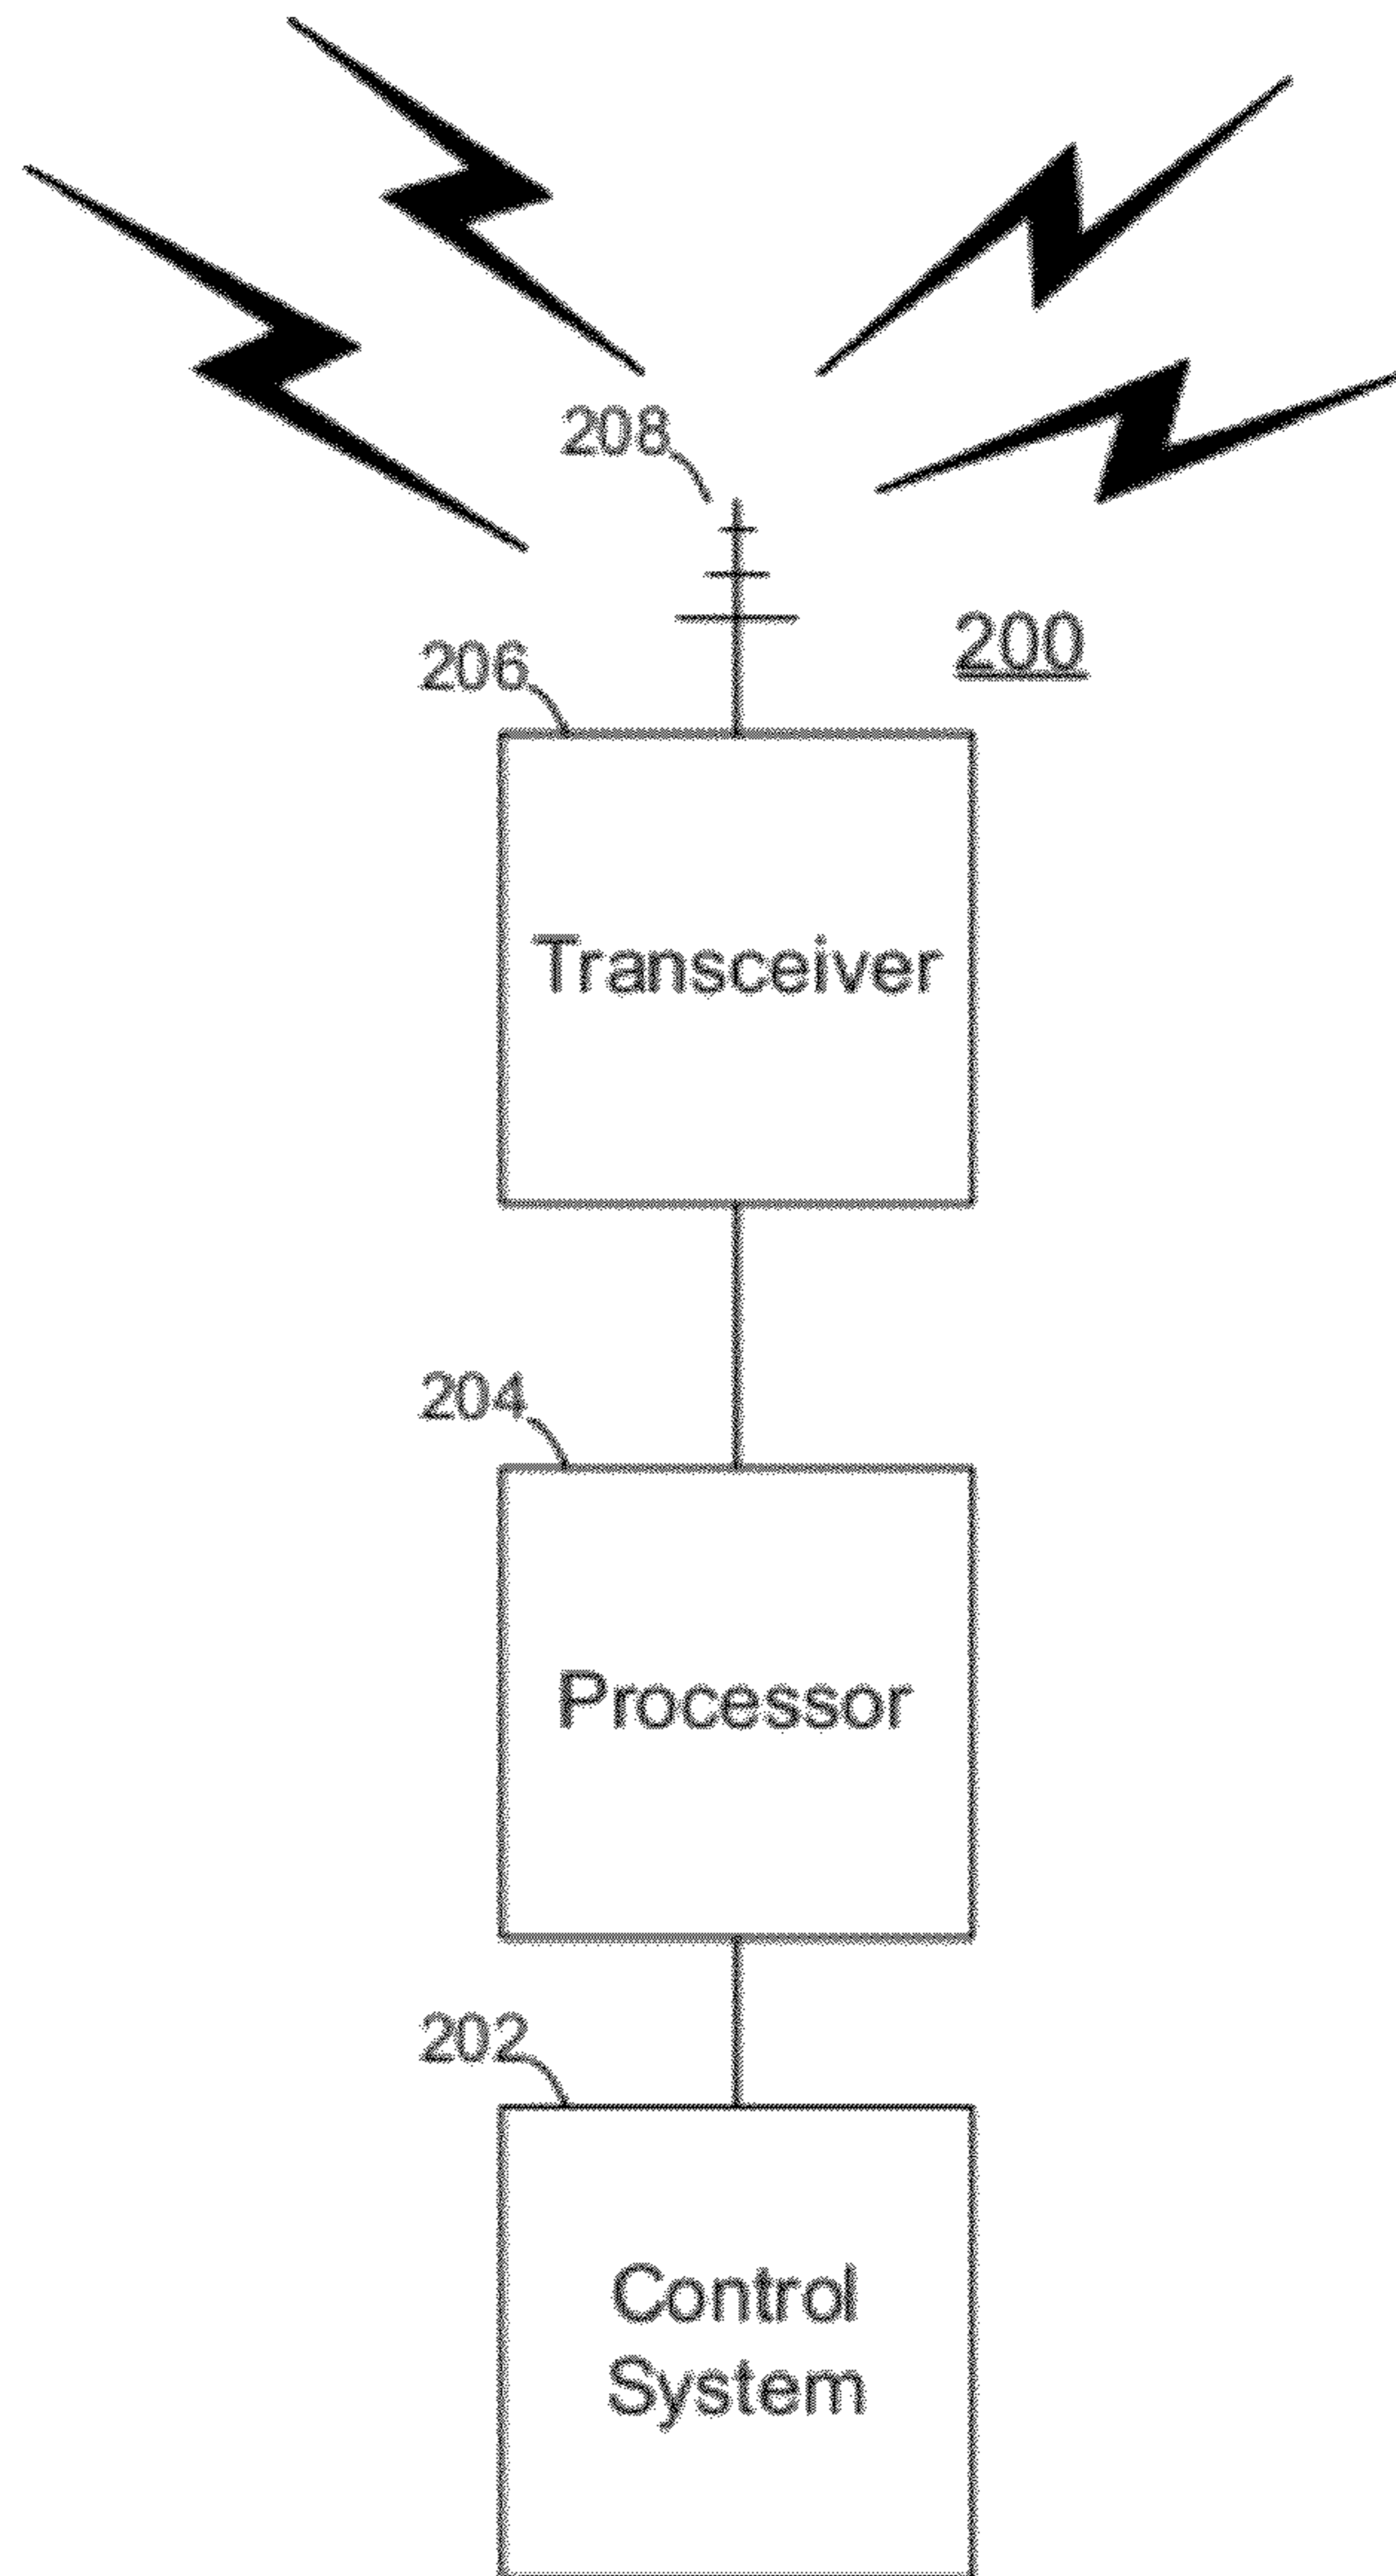 208
200
206
Transceiver
204
Processor
202
Control
System